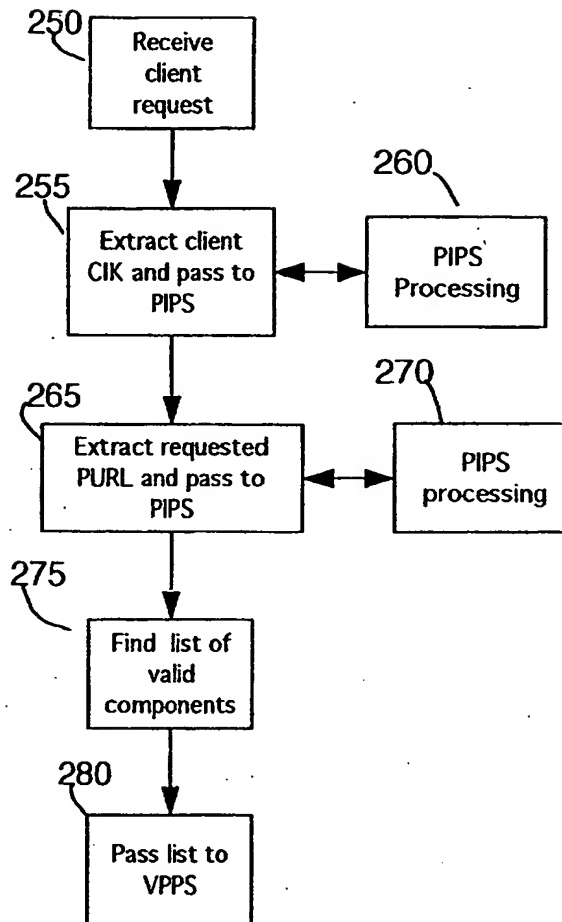 250
Receive
client
request
255
Extract client
CIK and pass to
PIPS
260
PIPS
Processing
265
Extract requested
PURL and pass to
PIPS
270
PIPS
processing
275
Find list of
valid
components
280
Pass list to
VPPS